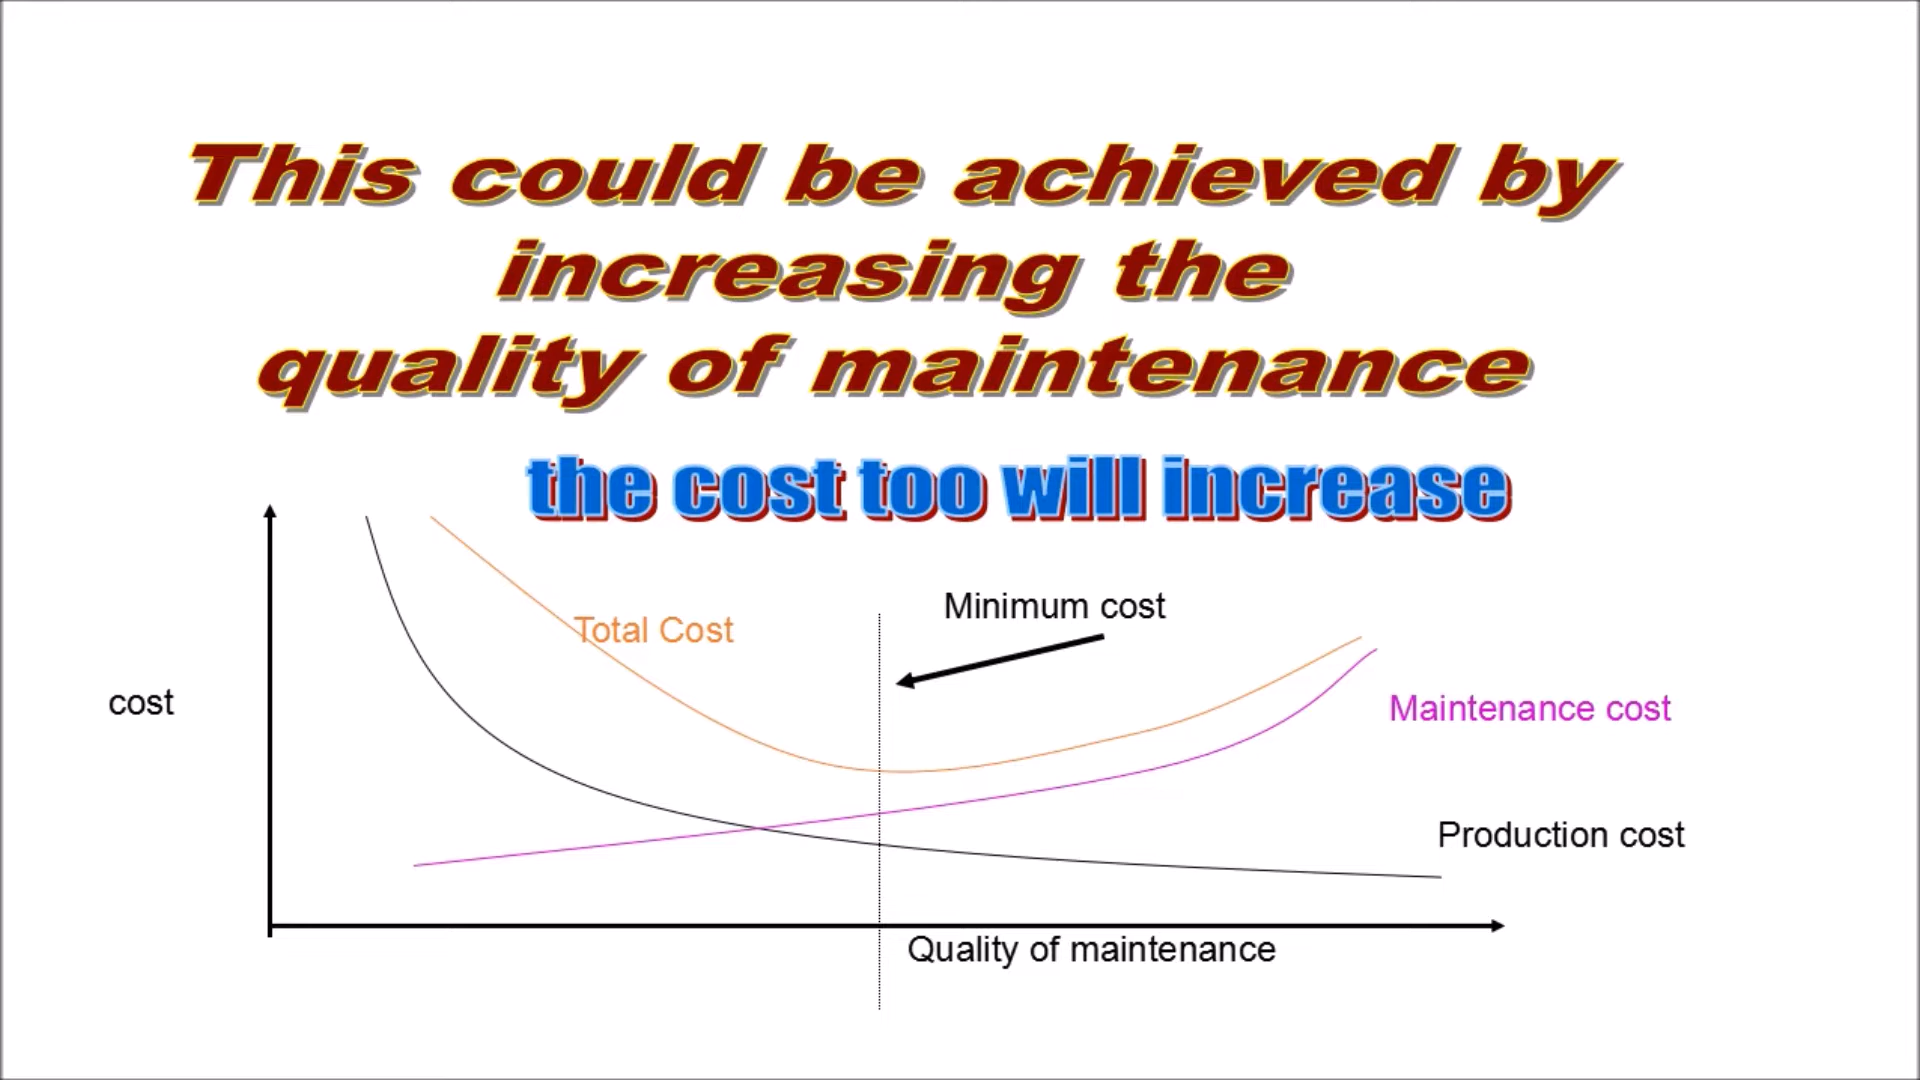 This could be achieved by
increasing the
quality of maintenance
the cost too will increase
Minimum cost
Total Cost
cost
Maintenance cost
Production cost
Quality of maintenance